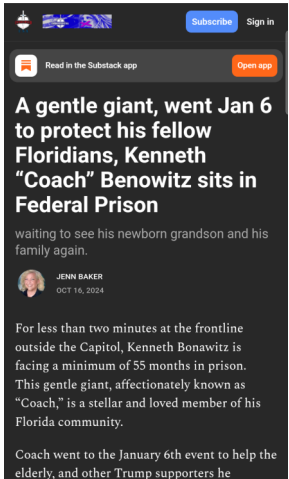 Subscribe
Sign in
Read in the Substack app
Open app
A gentle giant, went Jan 6
to protect his fellow
Floridians, Kenneth
“Coach” Benowitz sits in
Federal Prison
waiting to see his newborn grandson and his
family again.
JENN BAKER
OCT 16, 2024
For less than two minutes at the frontline
outside the Capitol, Kenneth Bonawitz is
facing a minimum of 55 months in prison.
This gentle giant, affectionately known as
“Coach,” is a stellar and loved member of his
Florida community.
Coach went to the January 6th event to help the
elderly, and other Trump supporters he